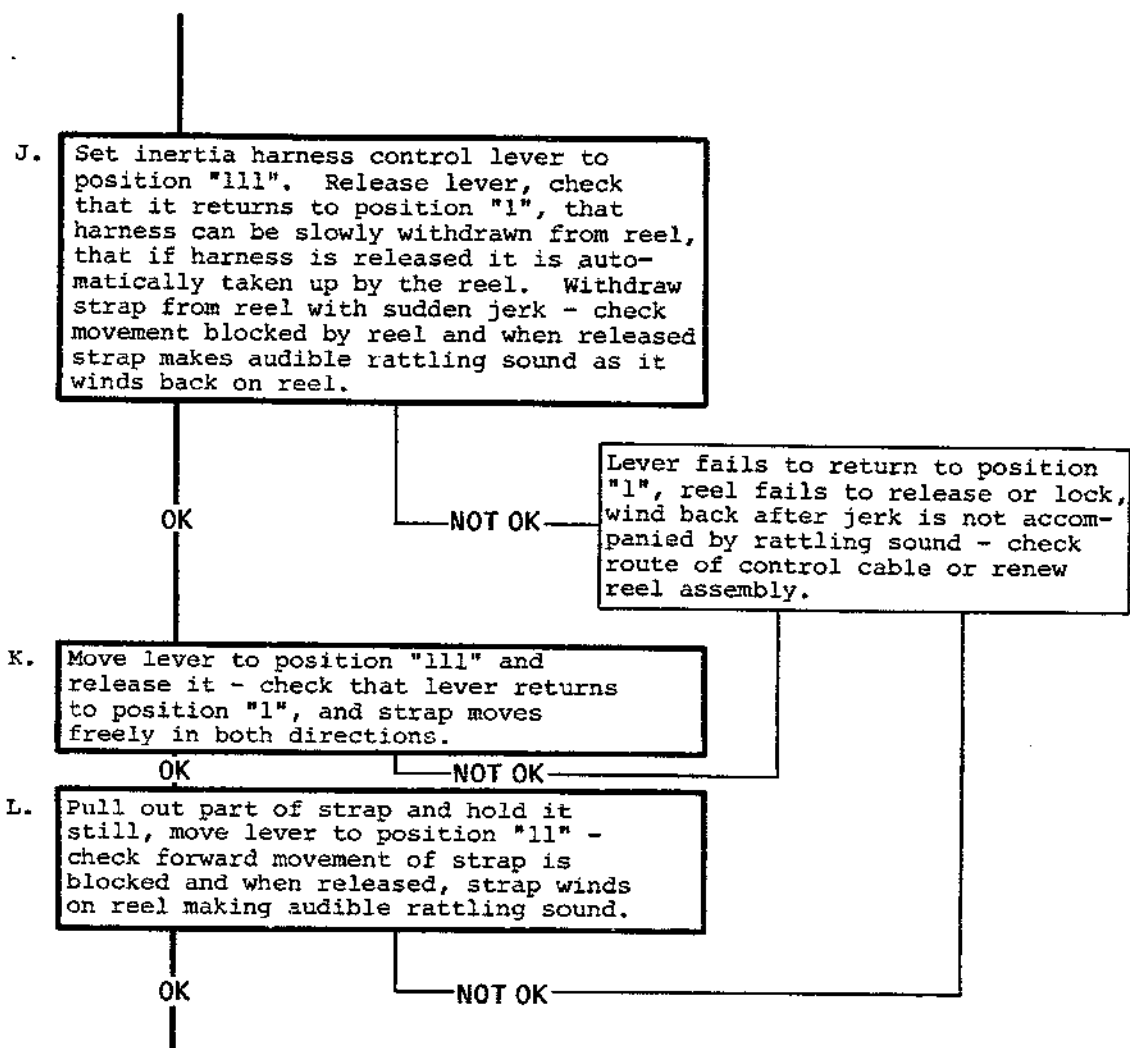 J. Set inertia harness control lever to
position "lll". Release lever, check
that it returns to position "l", that
harness can be slowly withdrawn from reel,
that if harness is released it is auto-
matically taken up by the reel. Withdraw
strap from reel with sudden jerk - check
movement blocked by reel and when released
strap makes audible rattling sound as it
winds back on reel.
OK
NOT OK
Lever fails to return to position
"l", reel fails to release or lock,
wind back after jerk is not accom-
panied by rattling sound - check
route of control cable or renew
reel assembly.
K. Move lever to position "lll" and
release it - check that lever returns
to position "l", and strap moves
freely in both directions.
OK
NOT OK
L. Pull out part of strap and hold it
still, move lever to position "ll" -
check forward movement of strap is
blocked and when released, strap winds
on reel making audible rattling sound.
OK
NOT OK